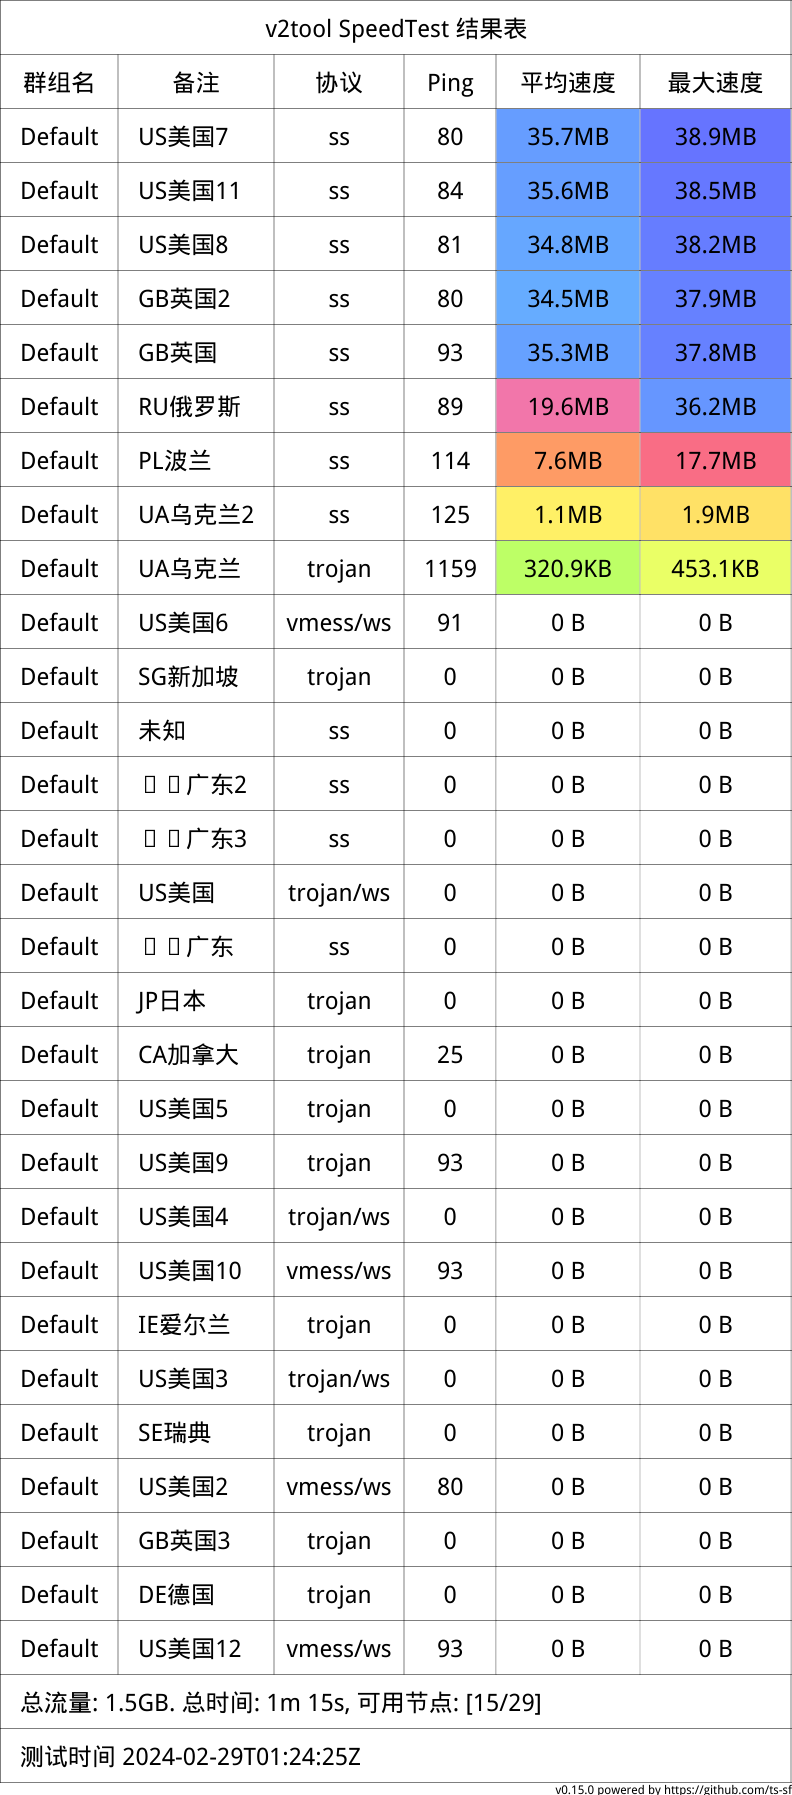 v2tool SpeedTest 结果表
群组名 备注 协议 Ping 平均速度 最大速度
Default US美国7 ss 80 35.7MB 38.9MB
Default US美国11 ss 84 35.6MB 38.5MB
Default US美国8 ss 81 34.8MB 38.2MB
Default GB英国2 ss 80 34.5MB 37.9MB
Default GB英国 ss 93 35.3MB 37.8MB
Default RU俄罗斯 ss 89 19.6MB 36.2MB
Default PL波兰 ss 114 7.6MB 17.7MB
Default UA乌克兰2 ss 125 1.1MB 1.9MB
Default UA乌克兰 trojan 1159 320.9KB 453.1KB
Default US美国6 vmess/ws 91 0 B 0 B
Default SG新加坡 trojan 0 0 B 0 B
Default 未知 ss 0 0 B 0 B
Default 广东2 ss 0 0 B 0 B
Default 广东3 ss 0 0 B 0 B
Default US美国 trojan/ws 0 0 B 0 B
Default 广东 ss 0 0 B 0 B
Default JP日本 trojan 0 0 B 0 B
Default CA加拿大 trojan 25 0 B 0 B
Default US美国5 trojan 0 0 B 0 B
Default US美国9 trojan 93 0 B 0 B
Default US美国4 trojan/ws 0 0 B 0 B
Default US美国10 vmess/ws 93 0 B 0 B
Default IE爱尔兰 trojan 0 0 B 0 B
Default US美国3 trojan/ws 0 0 B 0 B
Default SE瑞典 trojan 0 0 B 0 B
Default US美国2 vmess/ws 80 0 B 0 B
Default GB英国3 trojan 0 0 B 0 B
Default DE德国 trojan 0 0 B 0 B
Default US美国12 vmess/ws 93 0 B 0 B
总流量: 1.5GB. 总时间: 1m 15s, 可用节点: [15/29]
测试时间 2024-02-29T01:24:25Z
v0.15.0 powered by https://github.com/ts-sf